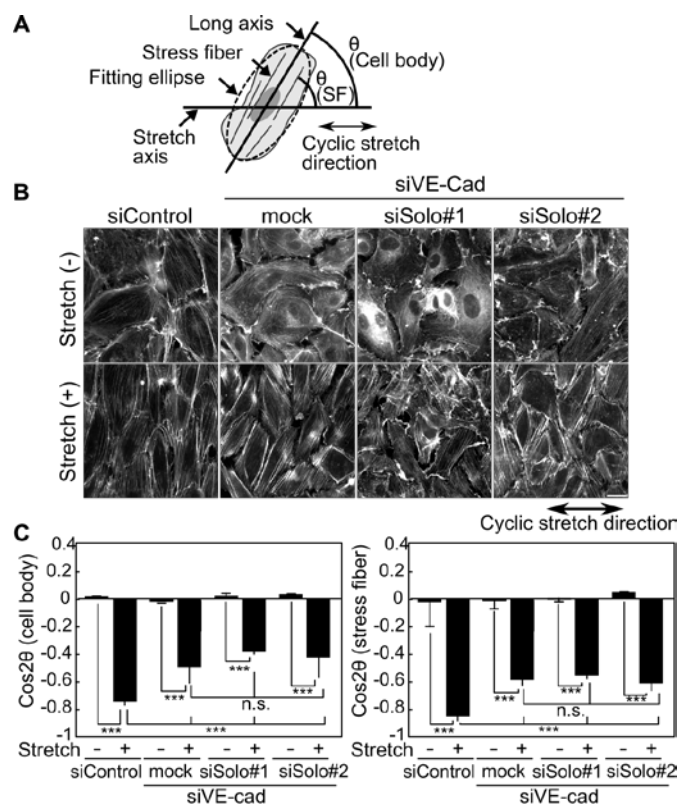 A
Long axis
Stress fiber
Fitting ellipse
θ
(Cell body)
θ
(SF)
Stretch
axis
Cyclic stretch
direction
siVE-Cad
B
siControl mock siSolo#1 siSolo#2
Stretch (-)
Stretch (+)
Cyclic stretch direction
C
Cos2θ (cell body)
0.4
0.2
0
-0.2
-0.4
-0.6
-0.8
-1
*** *** *** ***
n.s.
***
Stretch - + - + - + - +
siControl mock siSolo#1 siSolo#2
siVE-cad
Cos2θ (stress fiber)
0.4
0.2
0
-0.2
-0.4
-0.6
-0.8
-1
*** *** *** ***
n.s.
***
Stretch - + - + - + - +
siControl mock siSolo#1 siSolo#2
siVE-cad